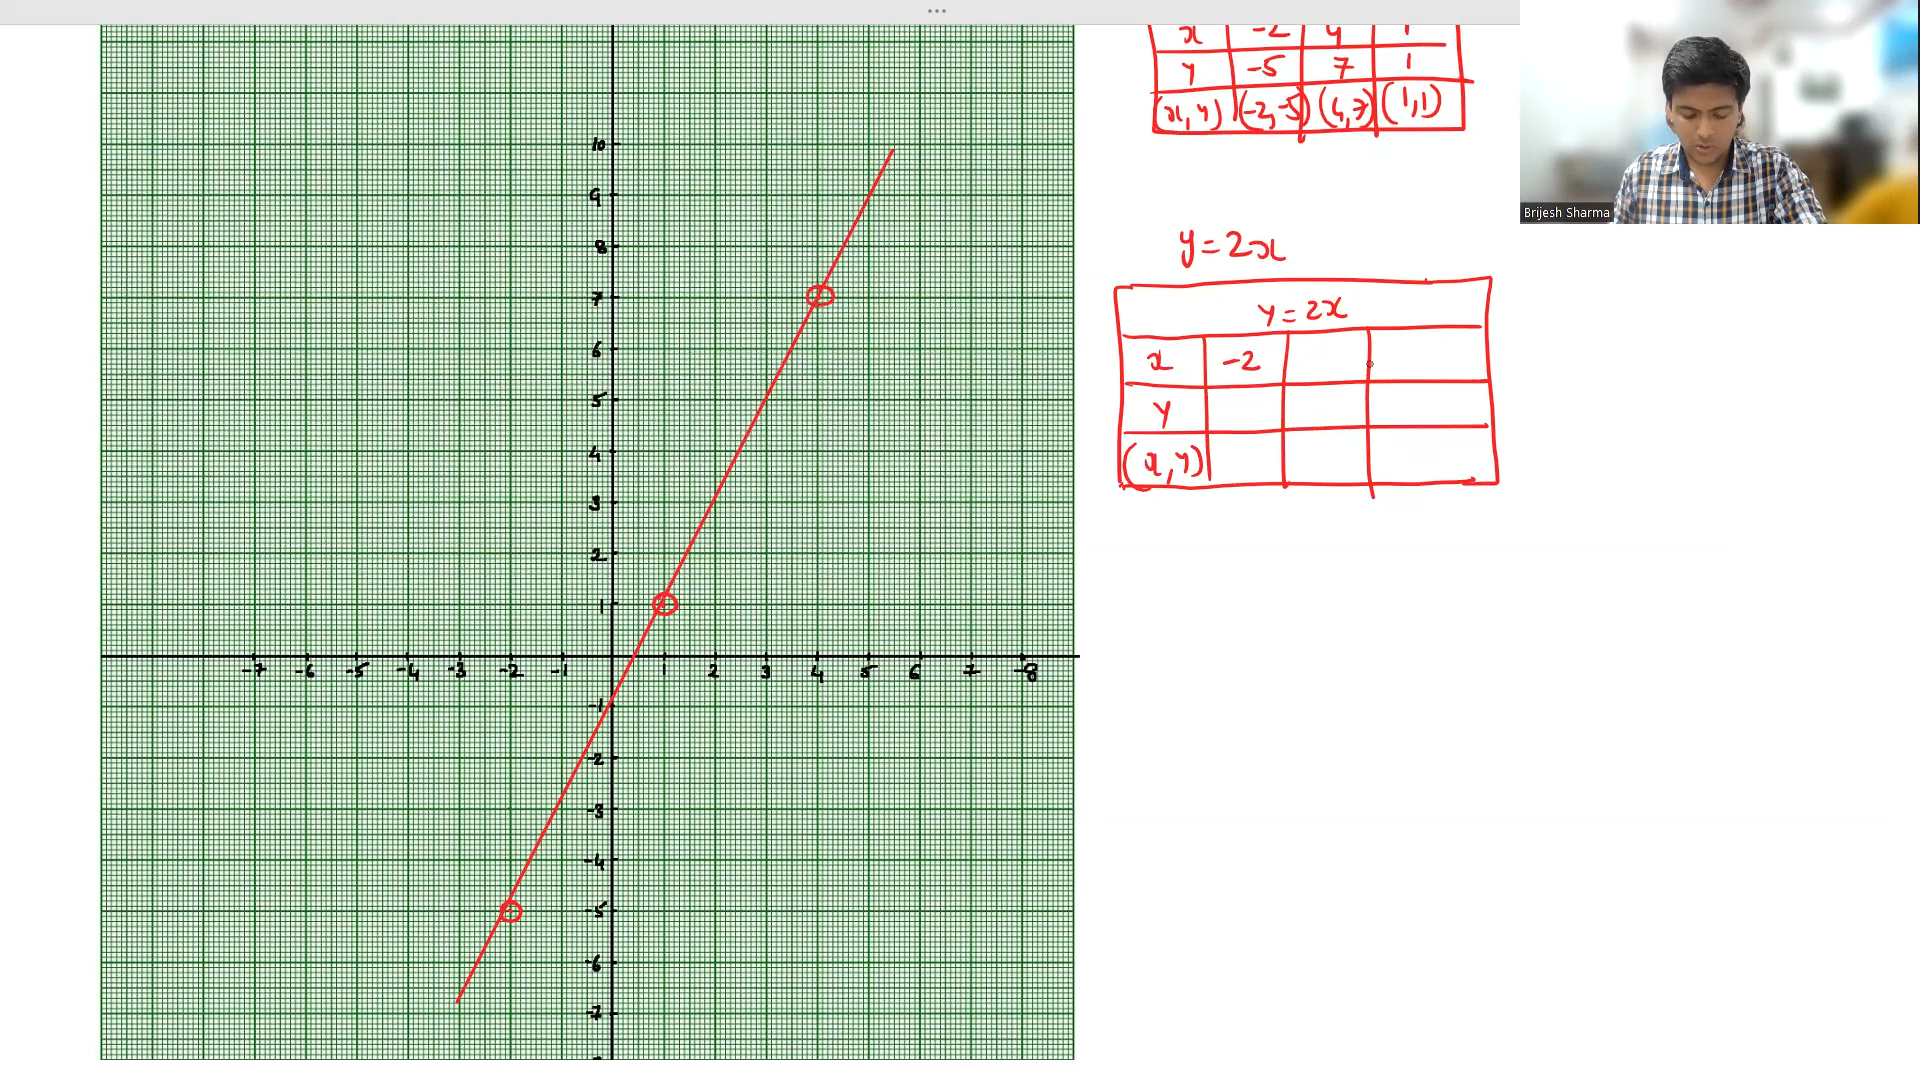 x -2 4 1
y -5 7 1
(x,y) (-2,-5) (4,7) (1,1)
Brijesh Sharma
y=2x
y=2x
x -2
y
(x,y)
10
9
8
7
6
5
4
3
2
1
-7 -6 -5 -4 -3 -2 -1 1 2 3 4 5 6 7 -8
-1
-2
-3
-4
-5
-6
-7